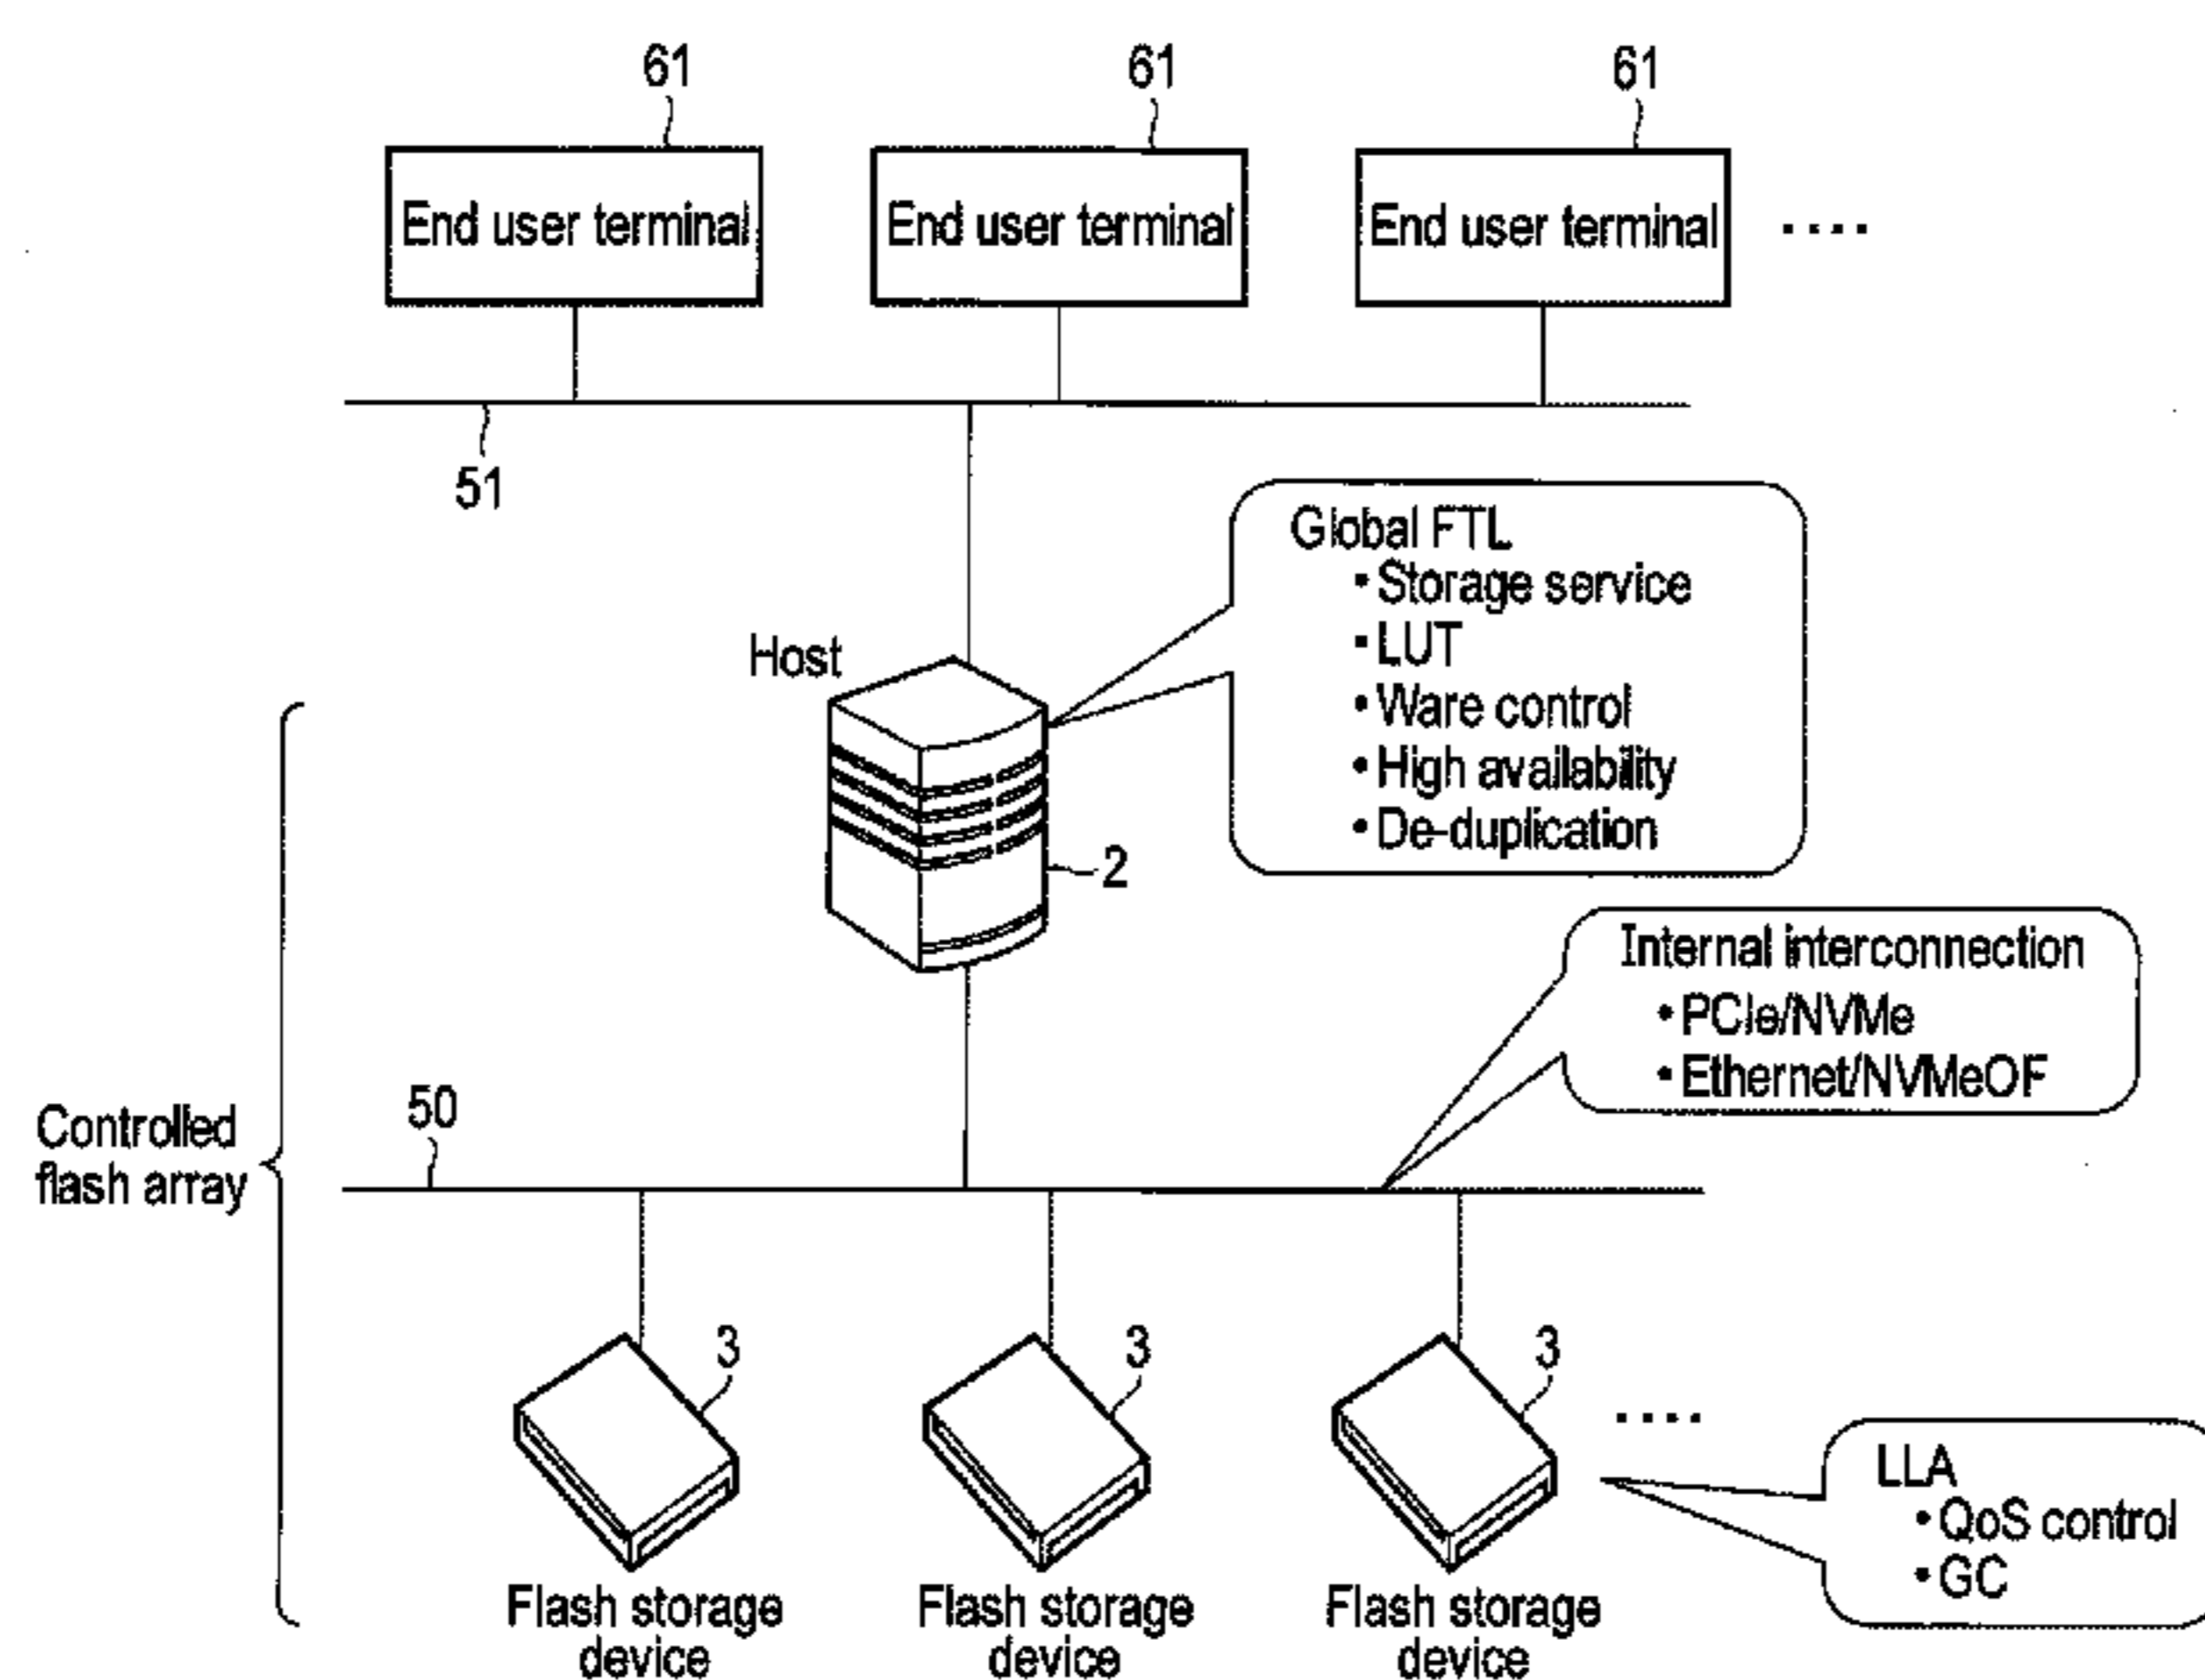 61
61
61
End user terminal
End user terminal
End user terminal
....
51
Global FTL
•Storage service
•LUT
•Ware control
•High availability
•De-duplication
Host
2
Internal interconnection
•PCIe/NVMe
•Ethernet/NVMeOF
50
Controlled
flash array
3
3
3
....
LLA
•QoS control
•GC
Flash storage
device
Flash storage
device
Flash storage
device